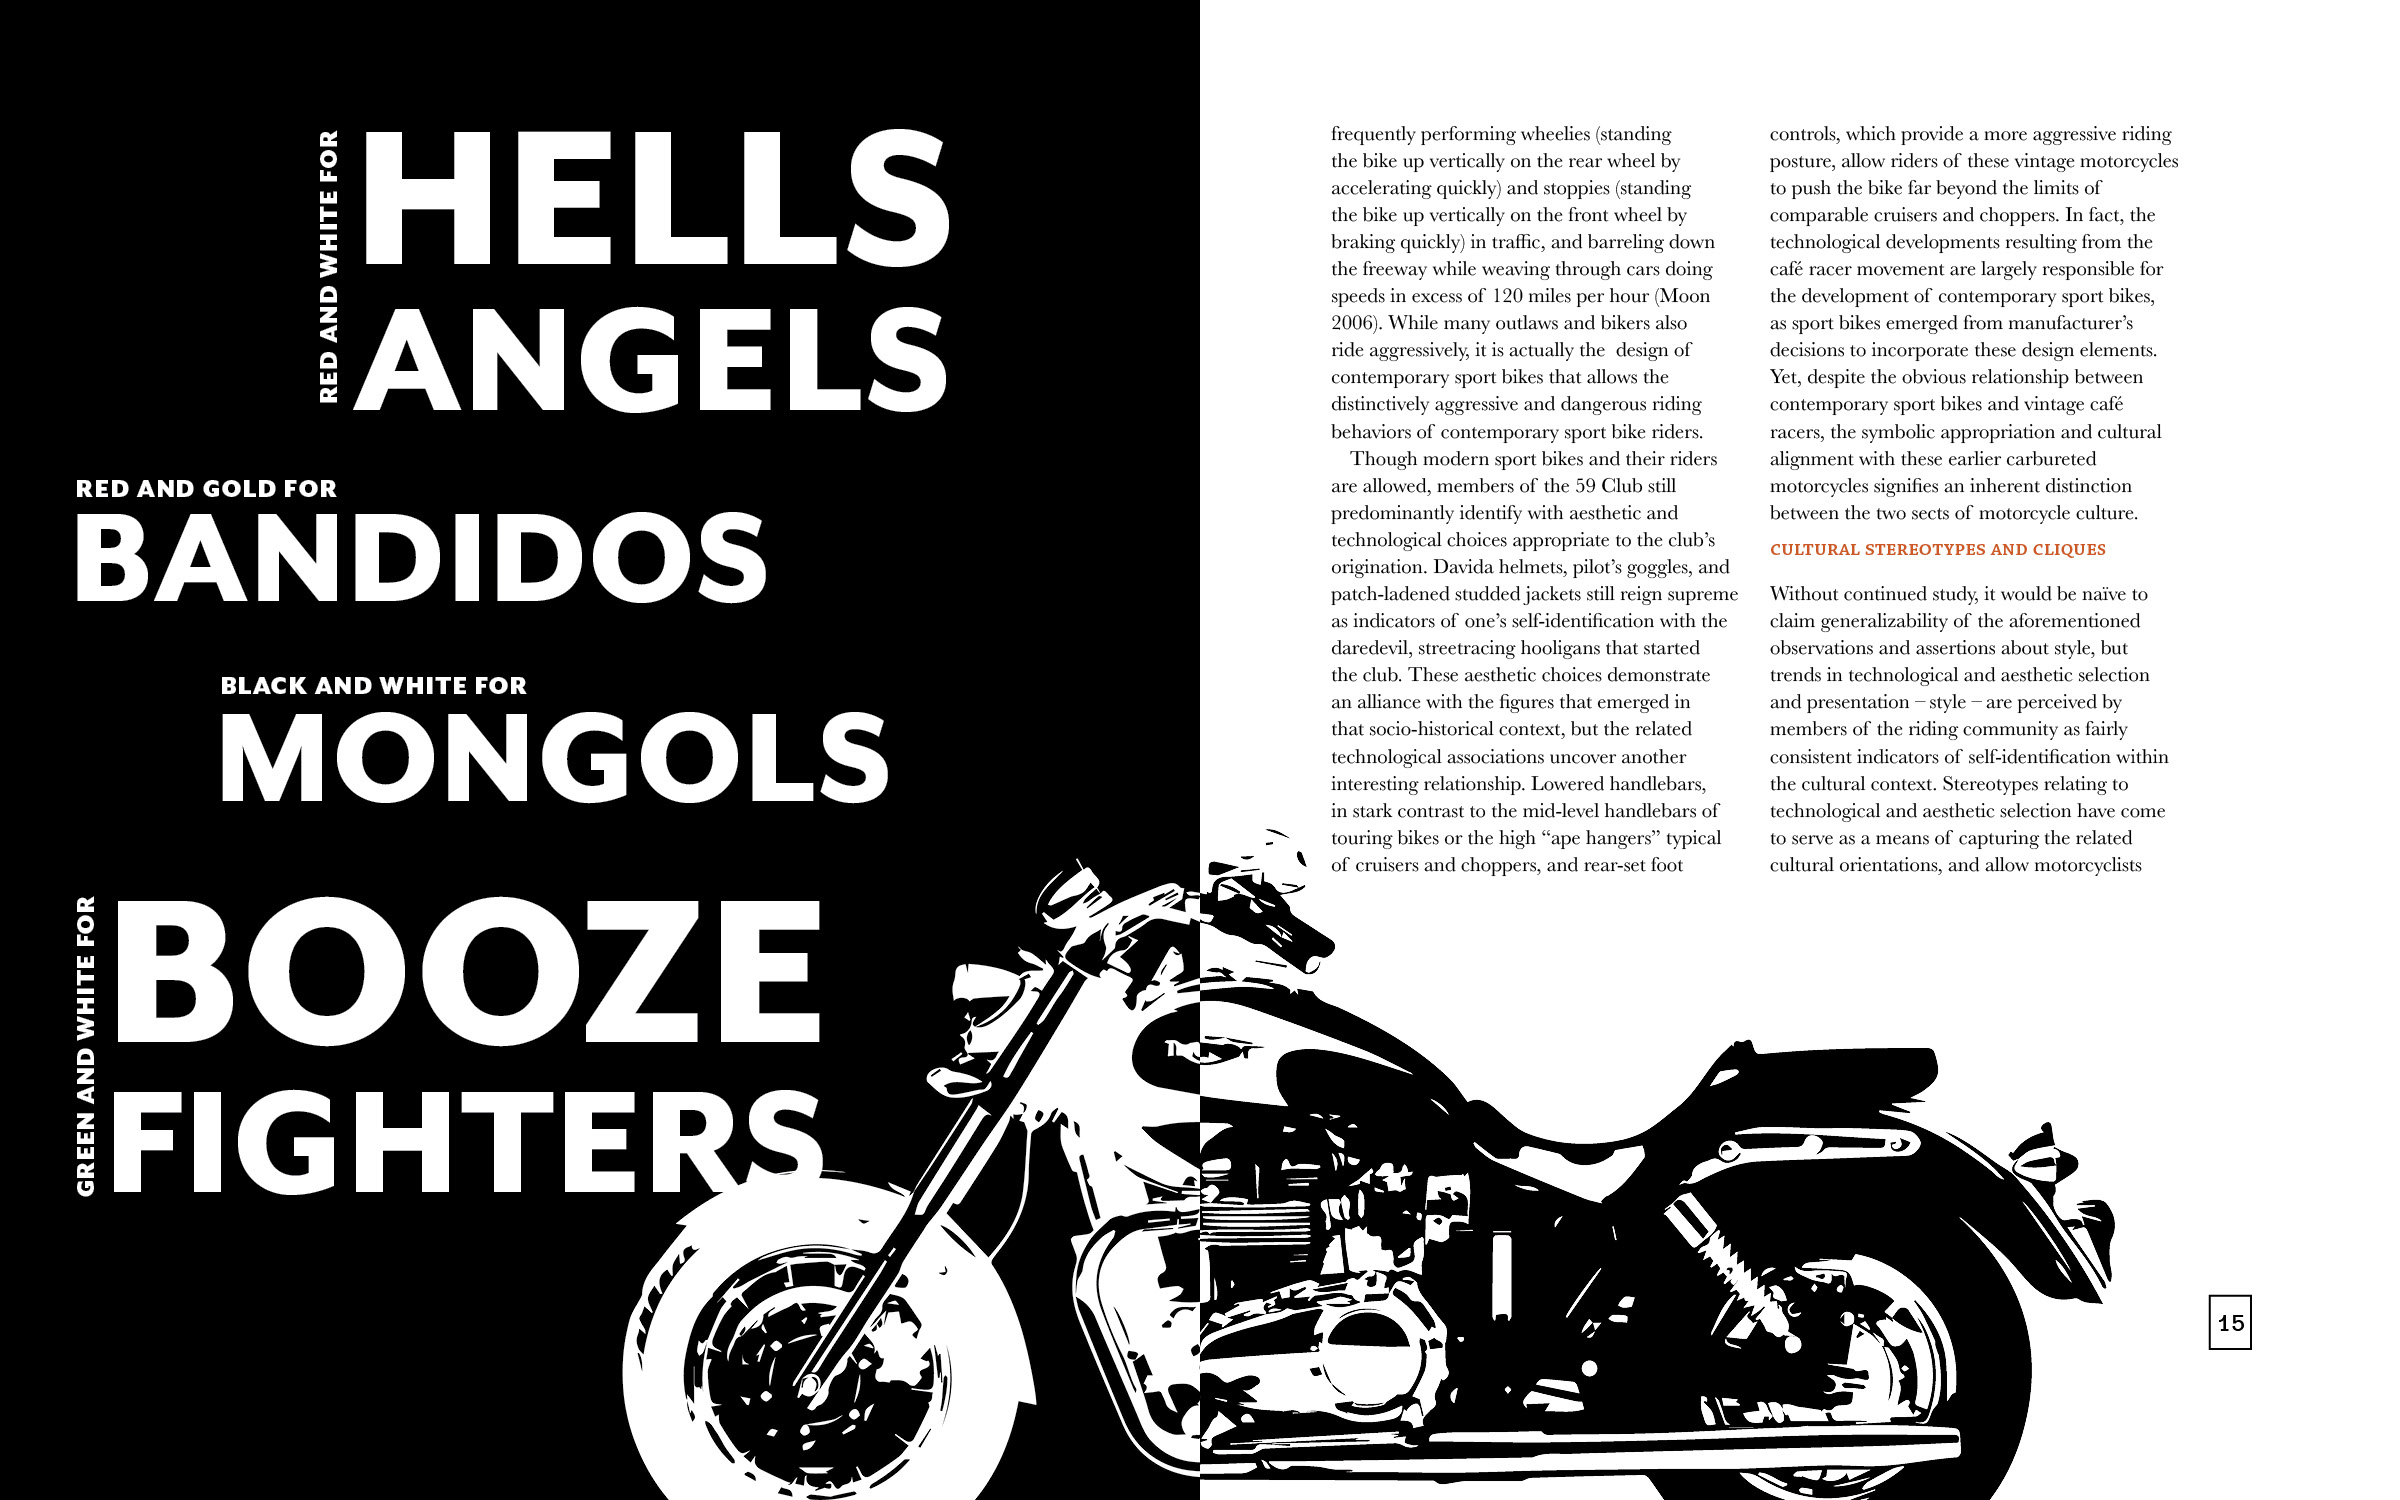 RED AND WHITE FOR
HELLS
ANGELS
RED AND GOLD FOR
BANDIDOS
BLACK AND WHITE FOR
MONGOLS
GREEN AND WHITE FOR
BOOZE
FIGHTERS
frequently performing wheelies (standing
the bike up vertically on the rear wheel by
accelerating quickly) and stoppies (standing
the bike up vertically on the front wheel by
braking quickly) in traffic, and barreling down
the freeway while weaving through cars doing
speeds in excess of 120 miles per hour (Moon
2006). While many outlaws and bikers also
ride aggressively, it is actually the design of
contemporary sport bikes that allows the
distinctively aggressive and dangerous riding
behaviors of contemporary sport bike riders.
Though modern sport bikes and their riders
are allowed, members of the 59 Club still
predominantly identify with aesthetic and
technological choices appropriate to the club’s
origination. Davida helmets, pilot’s goggles, and
patch-ladened studded jackets still reign supreme
as indicators of one’s self-identification with the
daredevil, streetracing hooligans that started
the club. These aesthetic choices demonstrate
an alliance with the figures that emerged in
that socio-historical context, but the related
technological associations uncover another
interesting relationship. Lowered handlebars,
in stark contrast to the mid-level handlebars of
touring bikes or the high “ape hangers” typical
of cruisers and choppers, and rear-set foot
controls, which provide a more aggressive riding
posture, allow riders of these vintage motorcycles
to push the bike far beyond the limits of
comparable cruisers and choppers. In fact, the
technological developments resulting from the
café racer movement are largely responsible for
the development of contemporary sport bikes,
as sport bikes emerged from manufacturer’s
decisions to incorporate these design elements.
Yet, despite the obvious relationship between
contemporary sport bikes and vintage café
racers, the symbolic appropriation and cultural
alignment with these earlier carbureted
motorcycles signifies an inherent distinction
between the two sects of motorcycle culture.
CULTURAL STEREOTYPES AND CLIQUES
Without continued study, it would be naïve to
claim generalizability of the aforementioned
observations and assertions about style, but
trends in technological and aesthetic selection
and presentation – style – are perceived by
members of the riding community as fairly
consistent indicators of self-identification within
the cultural context. Stereotypes relating to
technological and aesthetic selection have come
to serve as a means of capturing the related
cultural orientations, and allow motorcyclists
15